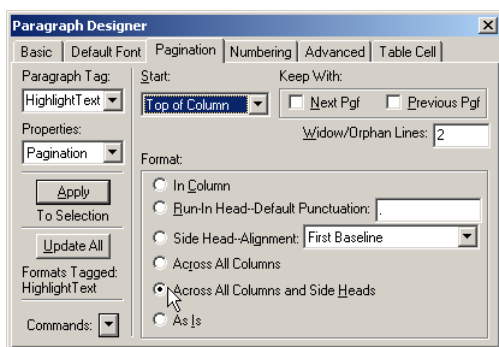 Paragraph Designer
Basic Default Font Pagination Numbering Advanced Table Cell
Paragraph Tag:
HighlightText
Properties:
Pagination
Apply
To Selection
Update All
Formats Tagged:
HighlightText
Commands:
Start:
Top of Column
Keep With:
Next Pgf Previous Pgf
Widow/Orphan Lines: 2
Format:
In Column
Run-In Head--Default Punctuation: .
Side Head--Alignment: First Baseline
Across All Columns
Across All Columns and Side Heads
As Is